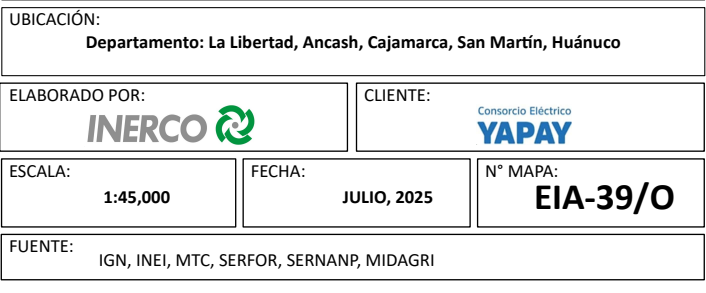 UBICACIÓN:
Departamento: La Libertad, Ancash, Cajamarca, San Martín, Huánuco
ELABORADO POR:
INERCO
CLIENTE:
Consorcio Eléctrico
YAPAY
ESCALA:
1:45,000
FECHA:
JULIO, 2025
N° MAPA:
EIA-39/O
FUENTE:
IGN, INEI, MTC, SERFOR, SERNANP, MIDAGRI